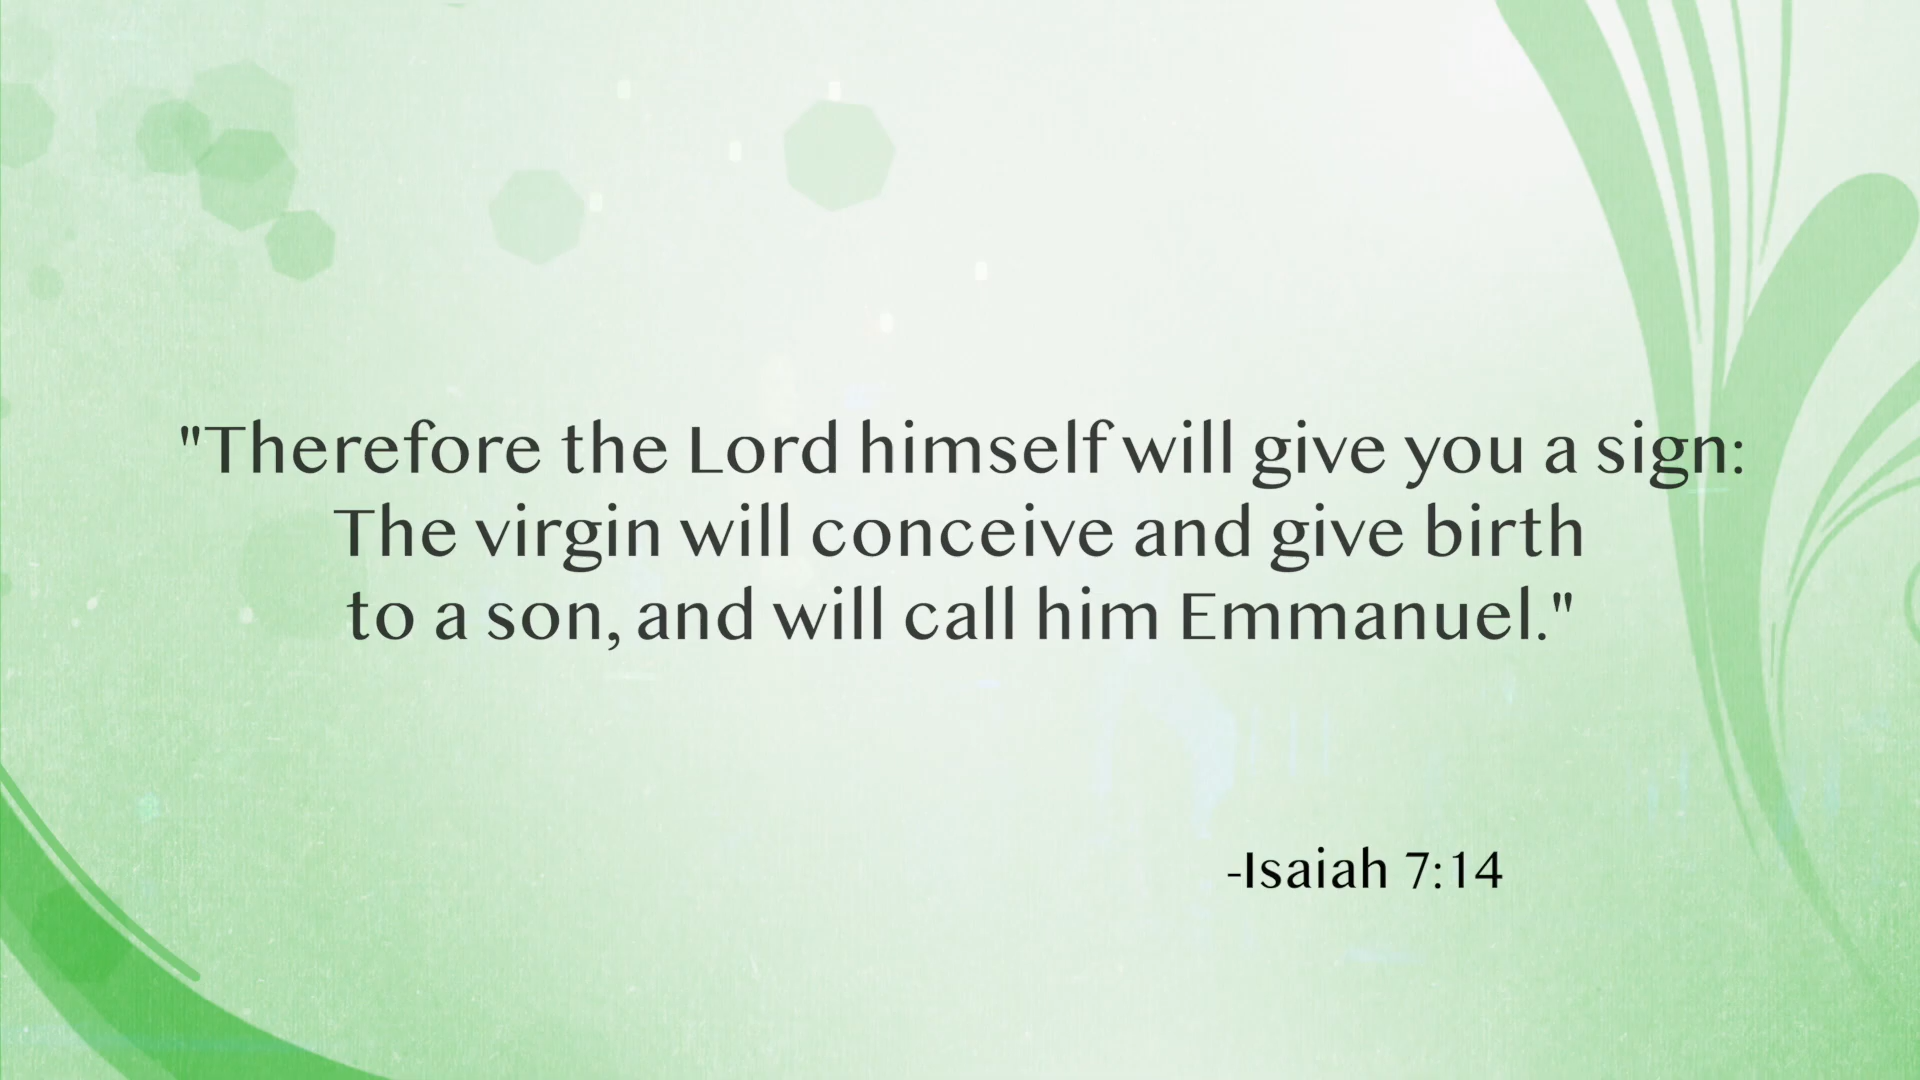 "Therefore the Lord himself will give you a sign:
The virgin will conceive and give birth
to a son, and will call him Emmanuel."
-Isaiah 7:14